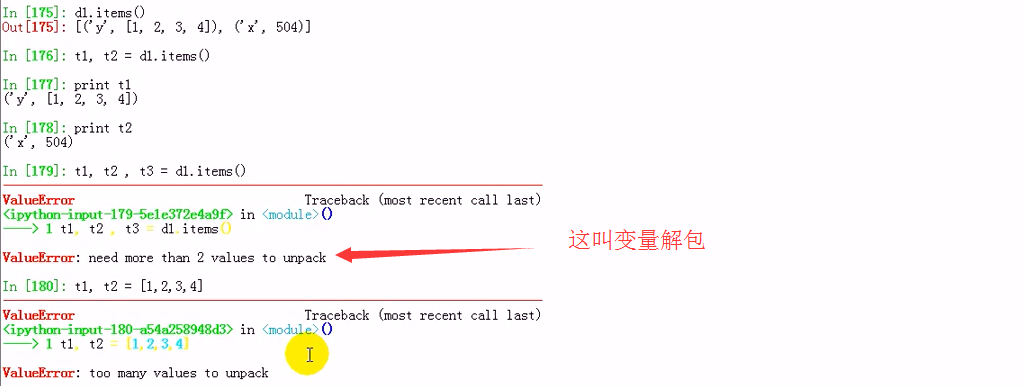 In [175]: d1.items()
Out[175]: [('y', [1, 2, 3, 4]), ('x', 504)]
In [176]: t1, t2 = d1.items()
In [177]: print t1
('y', [1, 2, 3, 4])
In [178]: print t2
('x', 504)
In [179]: t1, t2 , t3 = d1.items()
ValueError                                Traceback (most recent call last)
<ipython-input-179-5e1e372e4a9f> in <module>()
----> 1 t1, t2 , t3 = d1.items()
这叫变量解包
ValueError: need more than 2 values to unpack
In [180]: t1, t2 = [1,2,3,4]
ValueError                                Traceback (most recent call last)
<ipython-input-180-a54a258948d3> in <module>()
----> 1 t1, t2 = [1,2,3,4]
ValueError: too many values to unpack